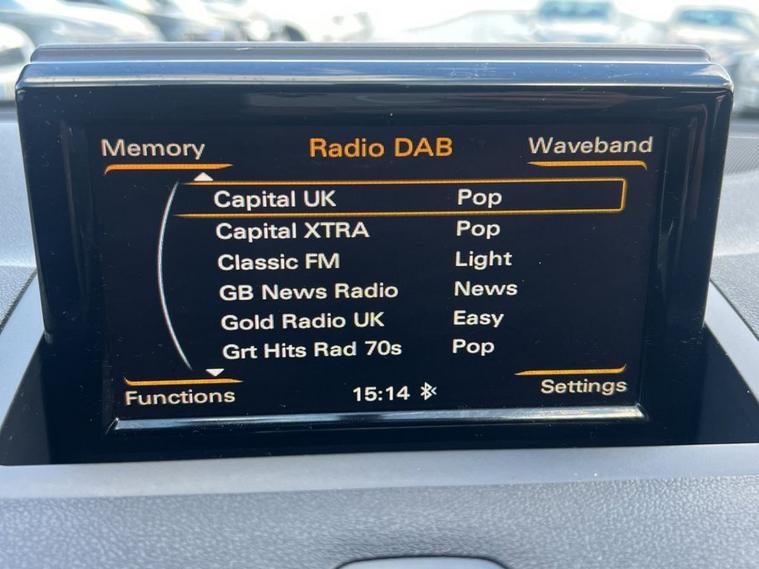 Memory Radio DAB Waveband
Capital UK Pop
Capital XTRA Pop
Classic FM Light
GB News Radio News
Gold Radio UK Easy
Grt Hits Rad 70s Pop
Functions 15:14 Settings